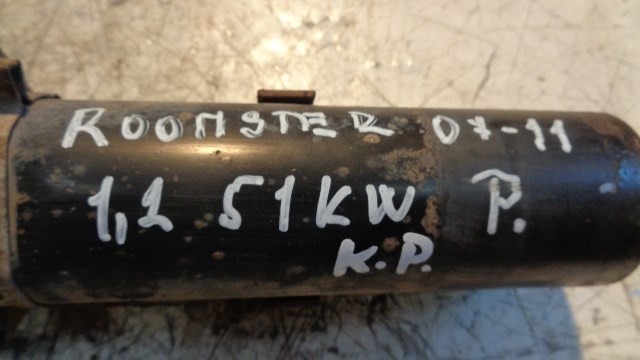 ROOMSTER 07-11
1,2 51KW P.
K.P.